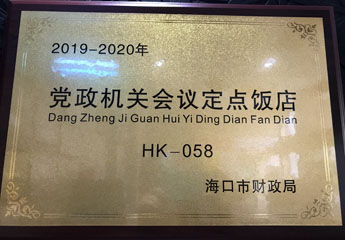 2019-2020年
党政机关会议定点饭店
Dang Zheng Ji Guan Hui Yi Ding Dian Fan Dian
HK-058
海口市财政局